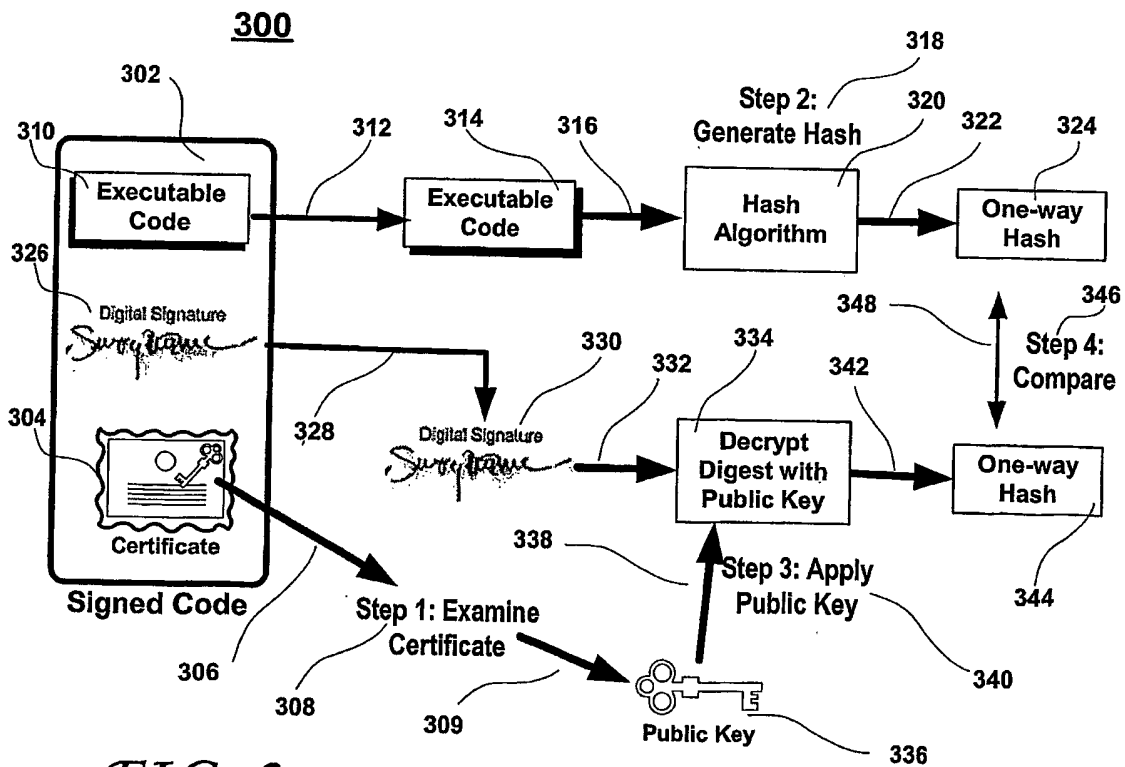 300
302
318
Step 2:
Generate Hash
310
312
314
316
320
322
324
Executable
Code
Executable
Code
Hash
Algorithm
One-way
Hash
326
Digital Signature
348
346
Step 4:
Compare
328
330
332
334
342
304
Digital Signature
Decrypt
Digest with
Public Key
One-way
Hash
Certificate
Signed Code
338
Step 3: Apply
Public Key
344
Step 1: Examine
Certificate
306
308
309
340
Public Key
336